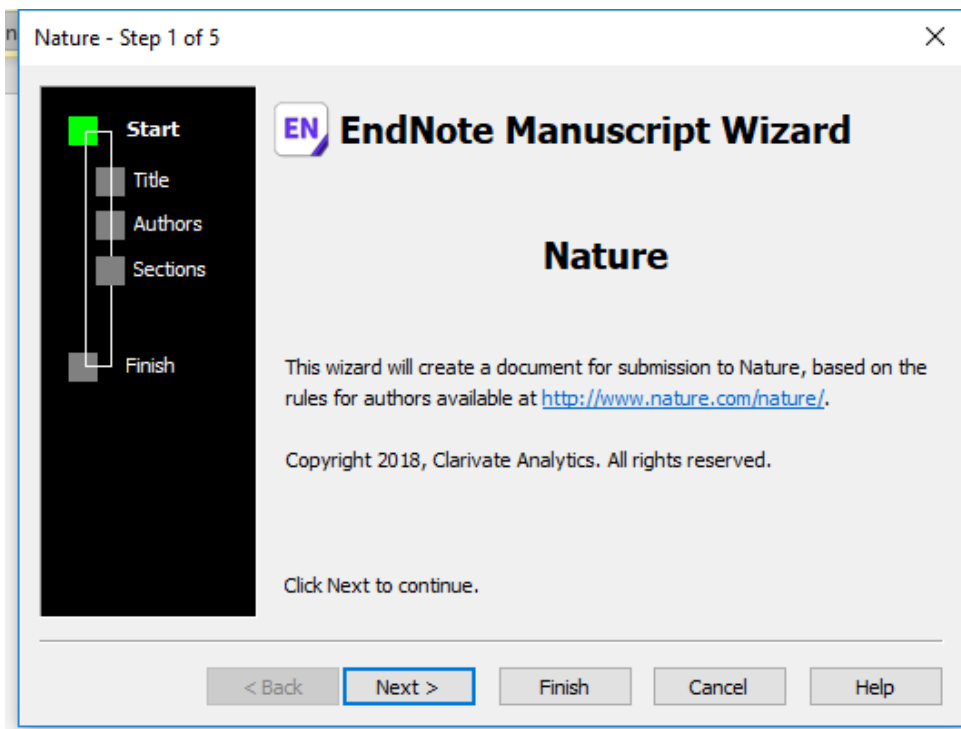 n
Nature - Step 1 of 5
Start
Title
Authors
Sections
Finish
EN EndNote Manuscript Wizard
Nature
This wizard will create a document for submission to Nature, based on the
rules for authors available at http://www.nature.com/nature/.
Copyright 2018, Clarivate Analytics. All rights reserved.
Click Next to continue.
< Back
Next >
Finish
Cancel
Help